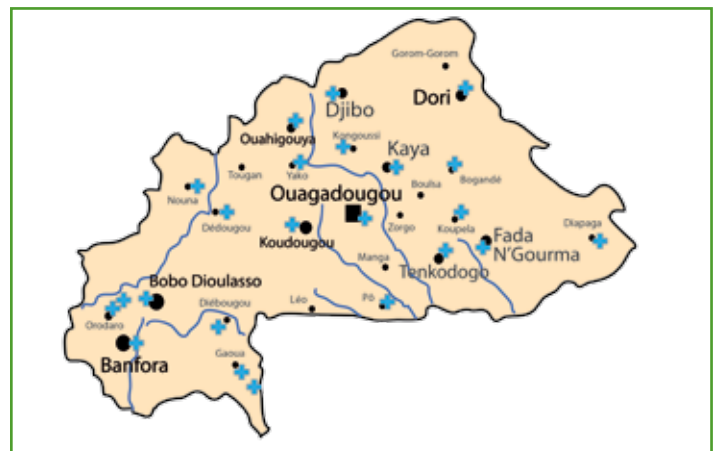 Gorom-Gorom
Dori
Djibo
Ouahigouya
Kongoussi
Kaya
Tougan
Yako
Bogandé
Boulsa
Nouna
Ouagadougou
Dédougou
Zorgo
Koupela
Diapaga
Koudougou
Fada
N'Gourma
Manga
Tenkodogo
Bobo Dioulasso
Diébougou
Léo
Pô
Orodaro
Gaoua
Banfora